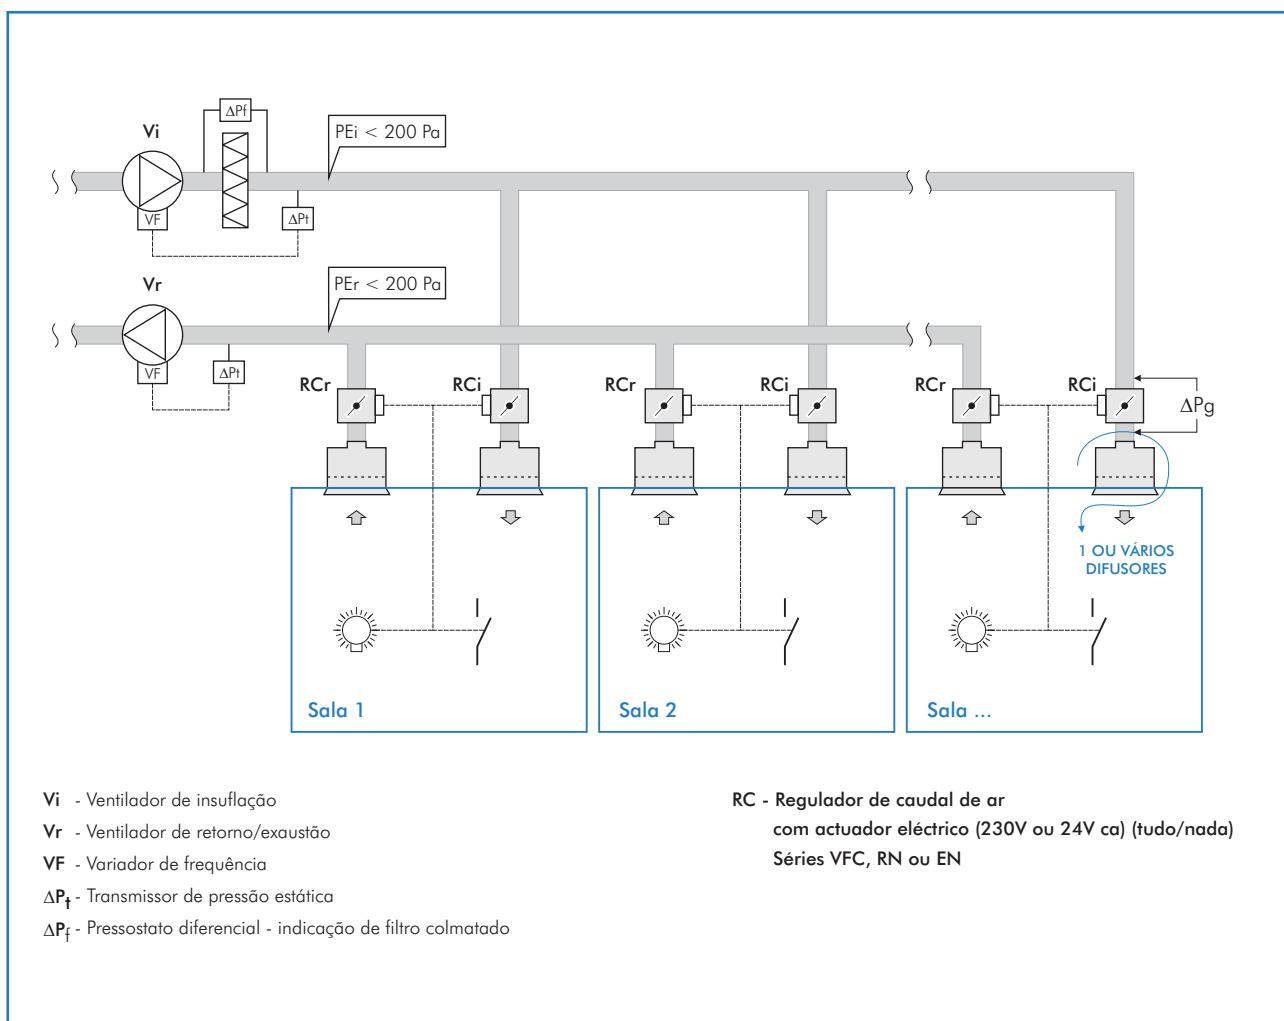 ΔPf
Vi
PEi < 200 Pa
VF
ΔPt
Vr
PEr < 200 Pa
VF
ΔPt
RCr
RCi
RCr
RCi
RCr
RCi
ΔPg
1 OU VÁRIOS
DIFUSORES
Sala 1
Sala 2
Sala ...
Vi - Ventilador de insuflação
Vr - Ventilador de retorno/exaustão
VF - Variador de frequência
ΔPt - Transmissor de pressão estática
ΔPf - Pressostato diferencial - indicação de filtro colmatado
RC - Regulador de caudal de ar
com actuador eléctrico (230V ou 24V ca) (tudo/nada)
Séries VFC, RN ou EN